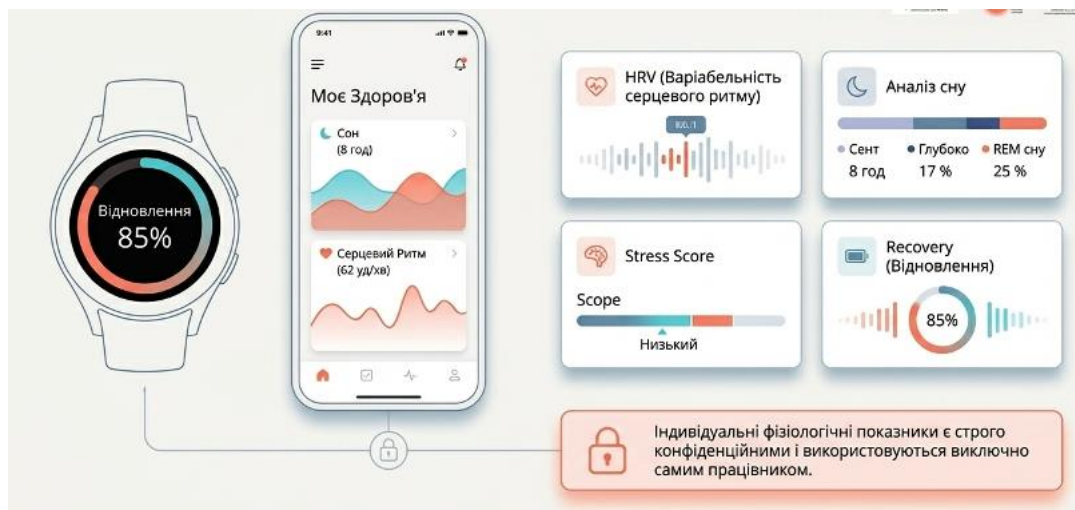 Відновлення
85%
9:41
Моє Здоров'я
Сон
(8 год)
Серцевий Ритм
(62 уд/хв)
HRV (Варіабельність
серцевого ритму)
Аналіз сну
Сент
8 год
Глубоко
17 %
REM сну
25 %
Stress Score
Scope
Низький
Recovery
(Відновлення)
85%
Індивідуальні фізіологічні показники є строго
конфіденційними і використовуються виключно
самим працівником.